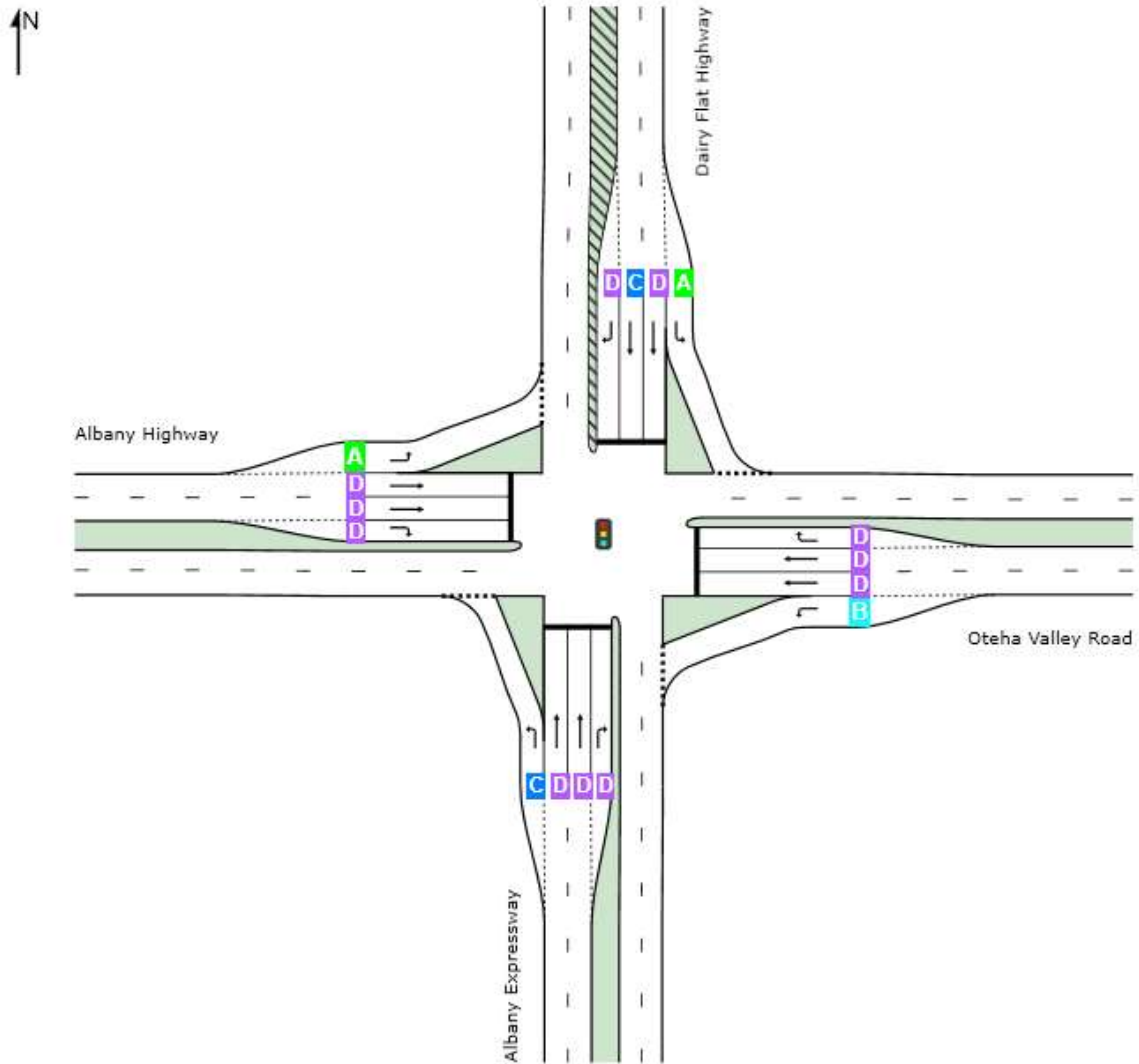 N
Dairy Flat Highway
D C D A
Albany Highway
A
D
D
D
D
D
D
B
Oteha Valley Road
C D D D
Albany Expressway